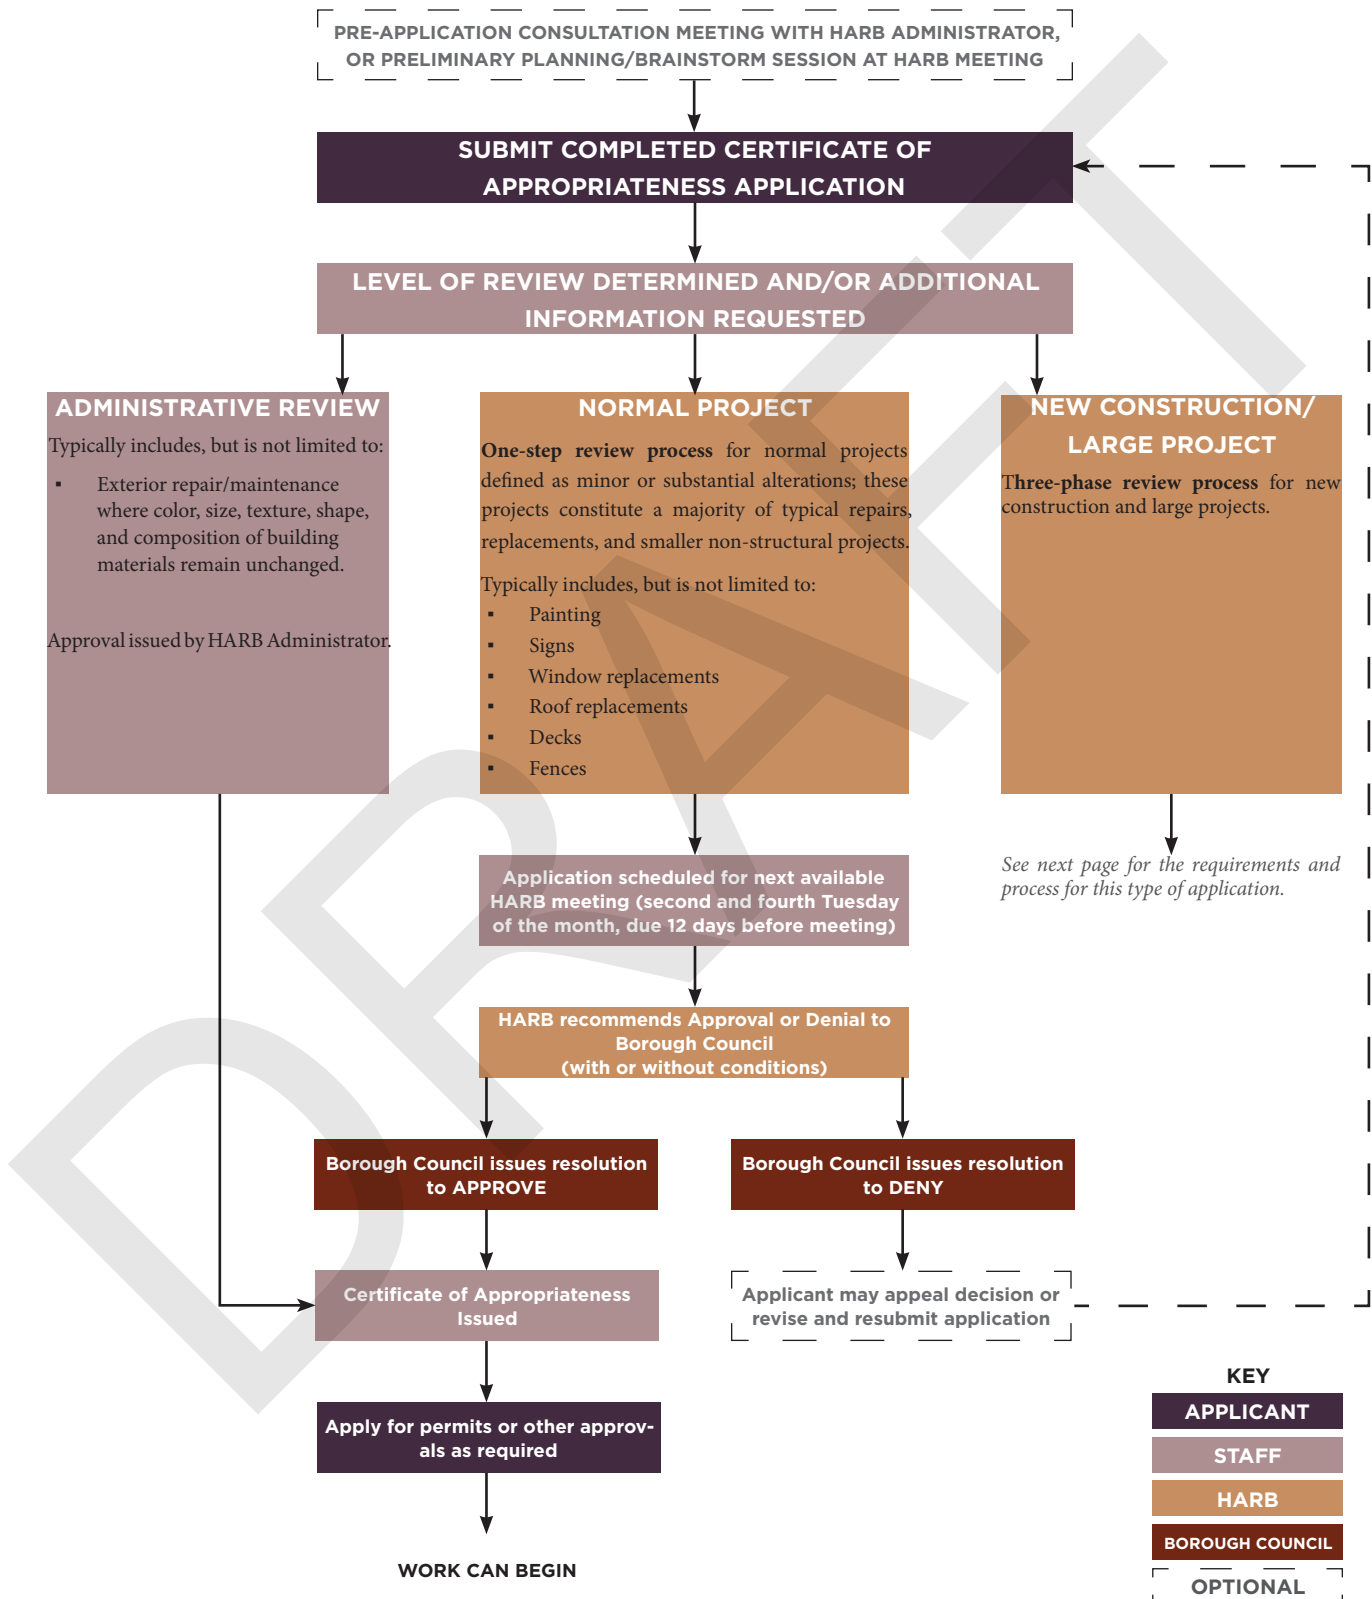 PRE-APPLICATION CONSULTATION MEETING WITH HARB ADMINISTRATOR,
OR PRELIMINARY PLANNING/BRAINSTORM SESSION AT HARB MEETING
SUBMIT COMPLETED CERTIFICATE OF
APPROPRIATENESS APPLICATION
LEVEL OF REVIEW DETERMINED AND/OR ADDITIONAL
INFORMATION REQUESTED
ADMINISTRATIVE REVIEW
Typically includes, but is not limited to:
▪ Exterior repair/maintenance
where color, size, texture, shape,
and composition of building
materials remain unchanged.
Approval issued by HARB Administrator.
NORMAL PROJECT
One-step review process for normal projects
defined as minor or substantial alterations; these
projects constitute a majority of typical repairs,
replacements, and smaller non-structural projects.
Typically includes, but is not limited to:
▪ Painting
▪ Signs
▪ Window replacements
▪ Roof replacements
▪ Decks
▪ Fences
NEW CONSTRUCTION/
LARGE PROJECT
Three-phase review process for new
construction and large projects.
See next page for the requirements and
process for this type of application.
Application scheduled for next available
HARB meeting (second and fourth Tuesday
of the month, due 12 days before meeting)
HARB recommends Approval or Denial to
Borough Council
(with or without conditions)
Borough Council issues resolution
to APPROVE
Borough Council issues resolution
to DENY
Certificate of Appropriateness
Issued
Applicant may appeal decision or
revise and resubmit application
Apply for permits or other approv-
als as required
WORK CAN BEGIN
KEY
APPLICANT
STAFF
HARB
BOROUGH COUNCIL
OPTIONAL
DRAFT